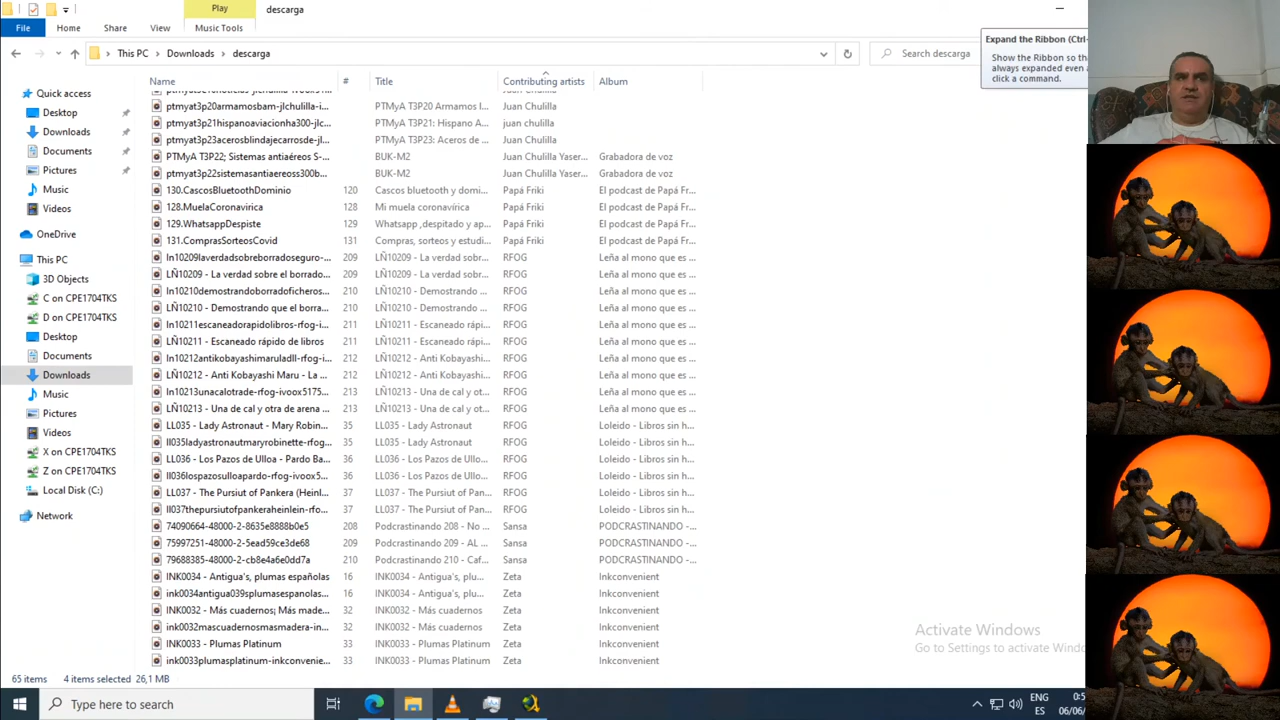 Play
descarga
File
Home
Share
View
Music Tools
This PC
Downloads
descarga
Search descarga
Expand the Ribbon (Ctrl-
Show the Ribbon so th
always expanded even a
click a command.
Name
#
Title
Contributing artists
Album
Quick access
Desktop
Downloads
Documents
Pictures
Music
Videos
OneDrive
This PC
3D Objects
C on CPE1704TKS
D on CPE1704TKS
Desktop
Documents
Downloads
Music
Pictures
Videos
X on CPE1704TKS
Z on CPE1704TKS
Local Disk (C:)
Network
ptmyat3p20armamosbam-jlchulilla-i... PTMyA T3P20 Armamos I... Juan Chulilla
ptmyat3p21hispanoaviacionha300-jlc... PTMyA T3P21: Hispano A... juan chulilla
ptmyat3p23acerosblindajecarrosde-jl... PTMyA T3P23: Aceros de ... Juan Chulilla
PTMyA T3P22; Sistemas antiaéreos S-... BUK-M2 Juan Chulilla Yaser... Grabadora de voz
ptmyat3p22sistemasantiaereoss300b... BUK-M2 Juan Chulilla Yaser... Grabadora de voz
130.CascosBluetoothDominio 120 Cascos bluetooth y domi... Papá Friki El podcast de Papá Fr...
128.MuelaCoronavirica 128 Mi muela coronavírica Papá Friki El podcast de Papá Fr...
129.WhatsappDespiste 129 Whatsapp ,despitado y ap... Papá Friki El podcast de Papá Fr...
131.ComprasSorteosCovid 131 Compras, sorteos y estudi... Papá Friki El podcast de Papá Fr...
ln10209laverdadsobreborradoseguro-... 209 LÑ10209 - La verdad sobr... RFOG Leña al mono que es ...
LÑ10209 - La verdad sobre el borrado... 209 LÑ10209 - La verdad sobr... RFOG Leña al mono que es ...
ln10210demostrandoborradoficheros... 210 LÑ10210 - Demostrando ... RFOG Leña al mono que es ...
LÑ10210 - Demostrando que el borra... 210 LÑ10210 - Demostrando ... RFOG Leña al mono que es ...
ln10211escaneadorapidolibros-rfog-i... 211 LÑ10211 - Escaneado rápi... RFOG Leña al mono que es ...
LÑ10211 - Escaneado rápido de libros 211 LÑ10211 - Escaneado rápi... RFOG Leña al mono que es ...
ln10212antikobayashimaruladll-rfog-i... 212 LÑ10212 - Anti Kobayashi... RFOG Leña al mono que es ...
LÑ10212 - Anti Kobayashi Maru - La ... 212 LÑ10212 - Anti Kobayashi... RFOG Leña al mono que es ...
ln10213unacalotrade-rfog-ivoox5175... 213 LÑ10213 - Una de cal y ot... RFOG Leña al mono que es ...
LÑ10213 - Una de cal y otra de arena ... 213 LÑ10213 - Una de cal y ot... RFOG Leña al mono que es ...
LL035 - Lady Astronaut - Mary Robin... 35 LL035 - Lady Astronaut RFOG Loleido - Libros sin h...
ll035ladyastronautmaryrobinette-rfog... 35 LL035 - Lady Astronaut RFOG Loleido - Libros sin h...
LL036 - Los Pazos de Ulloa - Pardo Ba... 36 LL036 - Los Pazos de Ullo... RFOG Loleido - Libros sin h...
ll036lospazosulloapardo-rfog-ivoox5... 36 LL036 - Los Pazos de Ullo... RFOG Loleido - Libros sin h...
LL037 - The Pursiut of Pankera (Heinl... 37 LL037 - The Pursiut of Pan... RFOG Loleido - Libros sin h...
ll037thepursiutofpankeraheinlein-rfo... 37 LL037 - The Pursiut of Pan... RFOG Loleido - Libros sin h...
74090664-48000-2-8635e8888b0e5 208 Podcrastinando 208 - No ... Sansa PODCRASTINANDO -...
75997251-48000-2-5ead59ce3de68 209 Podcrastinando 209 - AL ... Sansa PODCRASTINANDO -...
79688385-48000-2-cb8e4a6e0dd7a 210 Podcrastinando 210 - Caf... Sansa PODCRASTINANDO -...
INK0034 - Antigua's, plumas españolas 16 INK0034 - Antigua's, plu... Zeta Inkconvenient
ink0034antigua039splumasespanolas... 16 INK0034 - Antigua's, plu... Zeta Inkconvenient
INK0032 - Más cuadernos¡ Más made... 32 INK0032 - Más cuadernos Zeta Inkconvenient
ink0032mascuadernosmasmadera-in... 32 INK0032 - Más cuadernos Zeta Inkconvenient
INK0033 - Plumas Platinum 33 INK0033 - Plumas Platinum Zeta Inkconvenient
ink0033plumasplatinum-inkconvenie... 33 INK0033 - Plumas Platinum Zeta Inkconvenient
Activate Windows
Go to Settings to activate Windo
65 items 4 items selected 26,1 MB
Type here to search
ENG
ES
0:5
06/06/